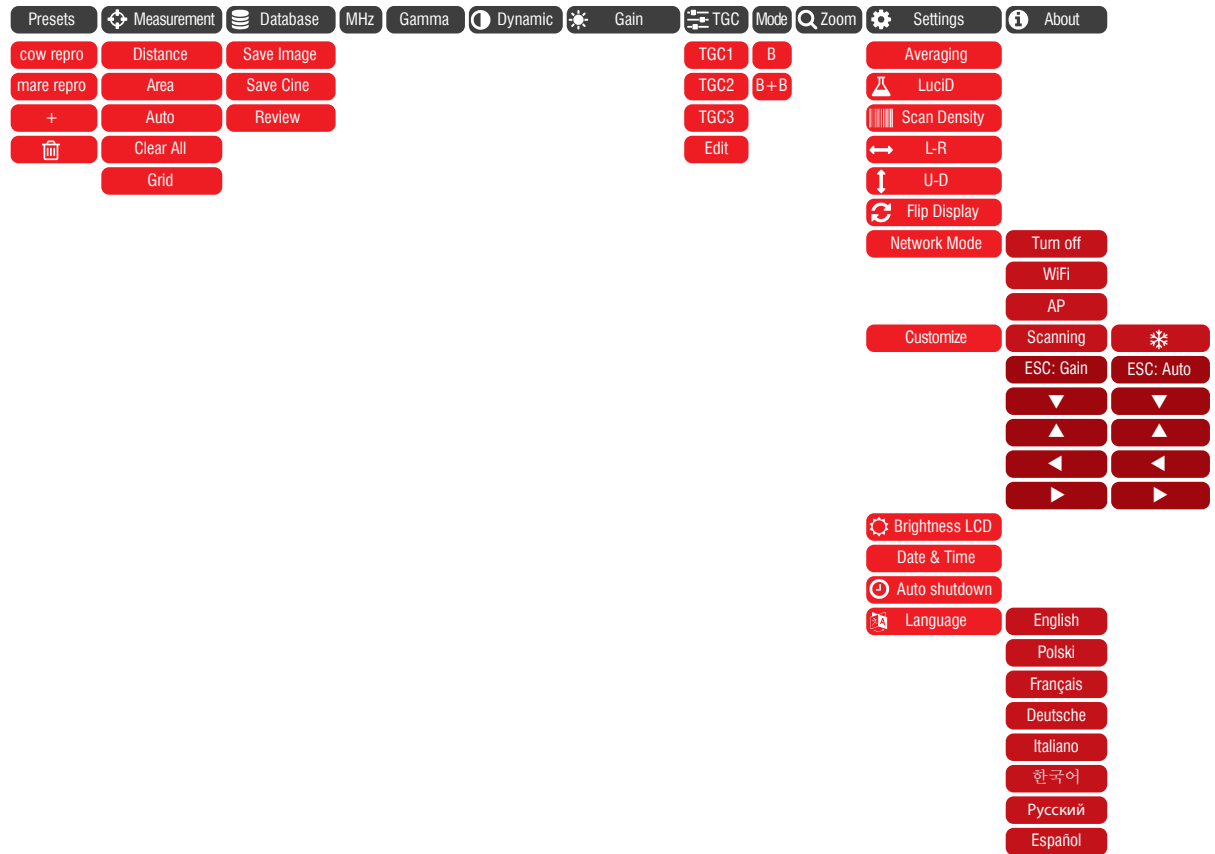 Presets Measurement Database MHz Gamma Dynamic Gain TGC Mode Zoom Settings About
cow repro Distance Save Image TGC1 B Averaging
mare repro Area Save Cine TGC2 B+B LuciD
+ Auto Review TGC3 Scan Density
Clear All Edit L-R
Grid U-D
Flip Display
Network Mode Turn off
WiFi
AP
Customize Scanning
ESC: Gain ESC: Auto
Brightness LCD
Date & Time
Auto shutdown
Language English
Polski
Français
Deutsche
Italiano
한국어
Русский
Español